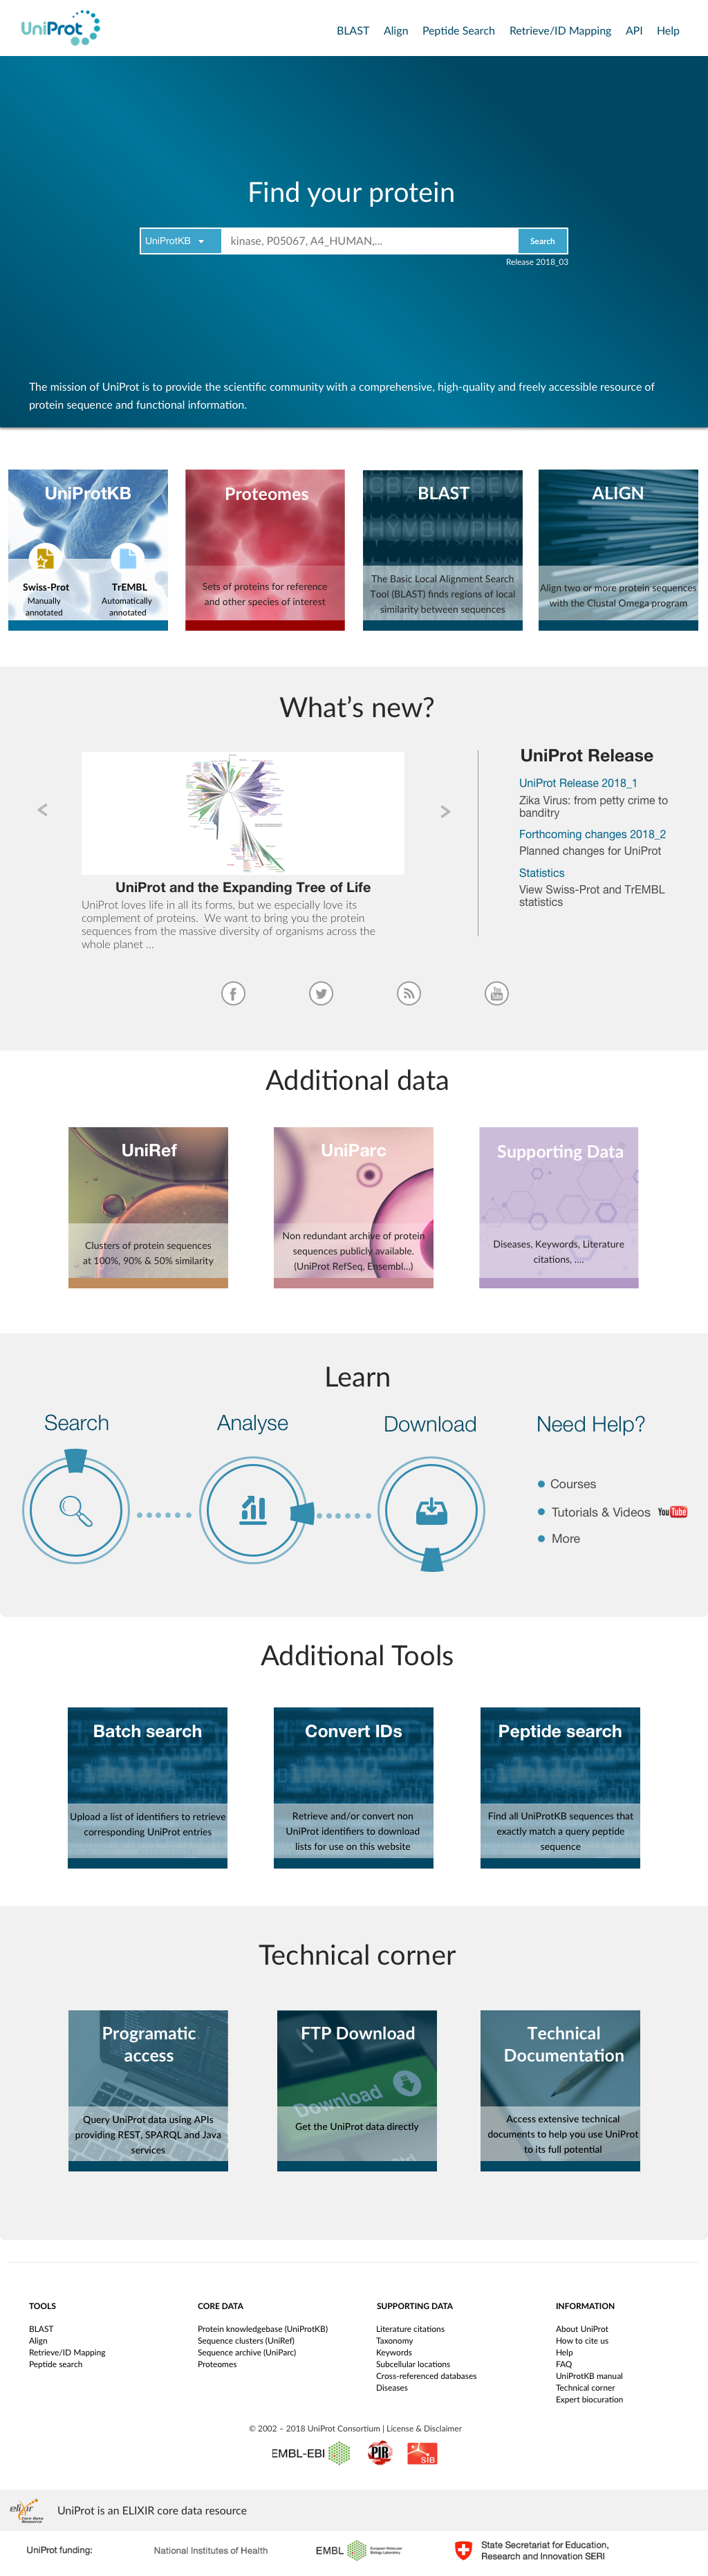 UniProt
BLAST Align Peptide Search Retrieve/ID Mapping API Help
Find your protein
UniProtKB kinase, P05067, A4_HUMAN,... Search
Release 2018_03
The mission of UniProt is to provide the scientific community with a comprehensive, high-quality and freely accessible resource of
protein sequence and functional information.
UniProtKB
Swiss-Prot
Manually
annotated
TrEMBL
Automatically
annotated
Proteomes
Sets of proteins for reference
and other species of interest
BLAST
The Basic Local Alignment Search
Tool (BLAST) finds regions of local
similarity between sequences
ALIGN
Align two or more protein sequences
with the Clustal Omega program
What's new?
UniProt and the Expanding Tree of Life
UniProt loves life in all its forms, but we especially love its
complement of proteins. We want to bring you the protein
sequences from the massive diversity of organisms across the
whole planet ...
UniProt Release
UniProt Release 2018_1
Zika Virus: from petty crime to
banditry
Forthcoming changes 2018_2
Planned changes for UniProt
Statistics
View Swiss-Prot and TrEMBL
statistics
You
Tube
Additional data
UniRef
Clusters of protein sequences
at 100%, 90% & 50% similarity
UniParc
Non redundant archive of protein
sequences publicly available.
(UniProt RefSeq, Ensembl...)
Supporting Data
Diseases, Keywords, Literature
citations, ....
Learn
Search
Analyse
Download
Need Help?
Courses
Tutorials & Videos YouTube
More
Additional Tools
Batch search
Upload a list of identifiers to retrieve
corresponding UniProt entries
Convert IDs
Retrieve and/or convert non
UniProt identifiers to download
lists for use on this website
Peptide search
Find all UniProtKB sequences that
exactly match a query peptide
sequence
Technical corner
Programatic
access
Query UniProt data using APIs
providing REST, SPARQL and Java
services
FTP Download
Download
Get the UniProt data directly
Ctrl
Technical
Documentation
Access extensive technical
documents to help you use UniProt
to its full potential
TOOLS
BLAST
Align
Retrieve/ID Mapping
Peptide search
CORE DATA
Protein knowledgebase (UniProtKB)
Sequence clusters (UniRef)
Sequence archive (UniParc)
Proteomes
SUPPORTING DATA
Literature citations
Taxonomy
Keywords
Subcellular locations
Cross-referenced databases
Diseases
INFORMATION
About UniProt
How to cite us
Help
FAQ
UniProtKB manual
Technical corner
Expert biocuration
© 2002 – 2018 UniProt Consortium | License & Disclaimer
EMBL-EBI PIR SIB
elixir
Core Data
Resource
UniProt is an ELIXIR core data resource
UniProt funding:
National Institutes of Health
EMBL
European Molecular
Biology Laboratory
State Secretariat for Education,
Research and Innovation SERI